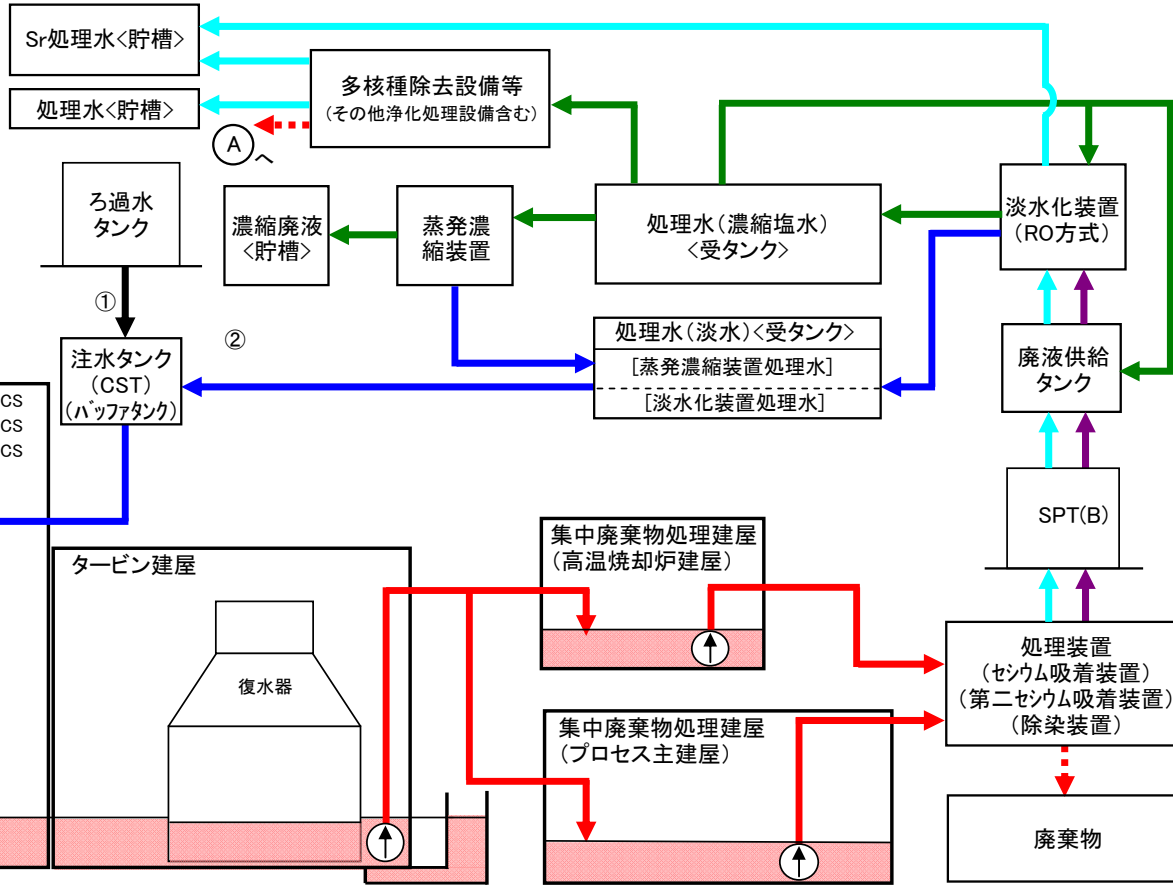 Sr処理水<貯槽>
処理水<貯槽>
多核種除去設備等
(その他浄化処理設備含む)
A
へ
ろ過水
タンク
濃縮廃液
<貯槽>
蒸発濃
縮装置
処理水(濃縮塩水)
<受タンク>
淡水化装置
(RO方式)
①
②
注水タンク
(CST)
(バッファタンク)
処理水(淡水)<受タンク>
[蒸発濃縮装置処理水]
[淡水化装置処理水]
廃液供給
タンク
CS
CS
CS
SPT(B)
タービン建屋
復水器
集中廃棄物処理建屋
(高温焼却炉建屋)
集中廃棄物処理建屋
(プロセス主建屋)
処理装置
(セシウム吸着装置)
(第二セシウム吸着装置)
(除染装置)
廃棄物